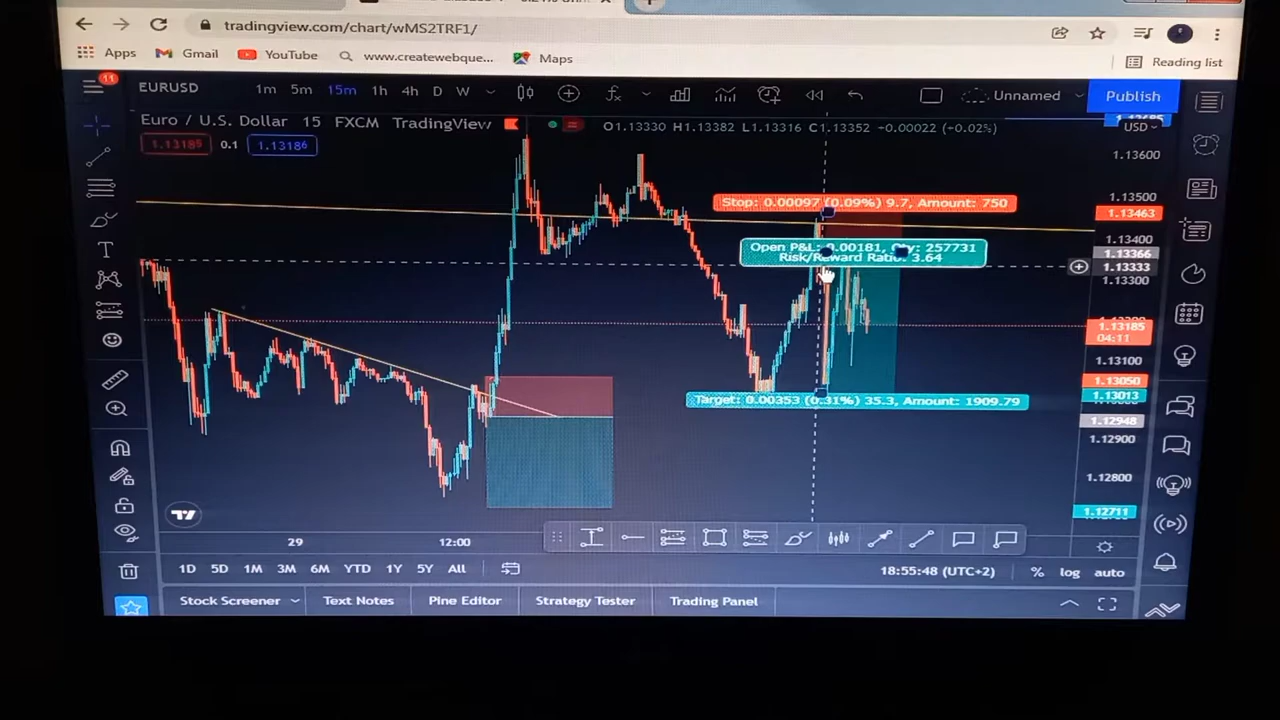 tradingview.com/chart/wMS2TRF1/
Apps Gmail YouTube www.createwebque... Maps Reading list
11
EURUSD 1m 5m 15m 1h 4h D W Unnamed Publish
Euro / U.S. Dollar 15 FXCM TradingView O1.13330 H1.13382 L1.13316 C1.13352 +0.00022 (+0.02%)
USD
1.13185 0.1 1.13186
1.13600
1.13500
Stop: 0.00097 (0.09%) 9.7, Amount: 750
1.13463
1.13400
Open P&L: 0.00181, Qty: 257731
Risk/Reward Ratio: 3.64
1.13366
1.13333
1.13300
1.13185
04:11
1.13100
1.13050
1.13013
Target: 0.00353 (0.31%) 35.3, Amount: 1909.79
1.12948
1.12900
1.12800
1.12711
29 12:00
1D 5D 1M 3M 6M YTD 1Y 5Y All 18:55:48 (UTC+2) % log auto
Stock Screener Text Notes Pine Editor Strategy Tester Trading Panel